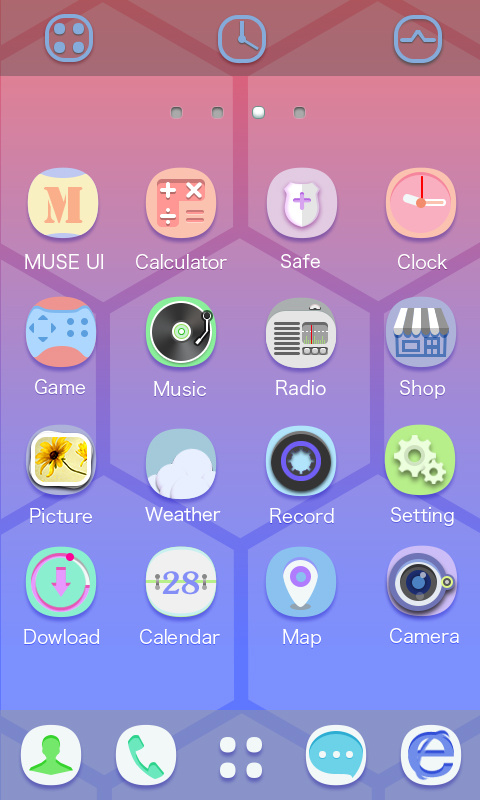 M
MUSE UI Calculator Safe Clock
Game Music Radio Shop
Picture Weather Record Setting
28
Dowload Calendar Map Camera